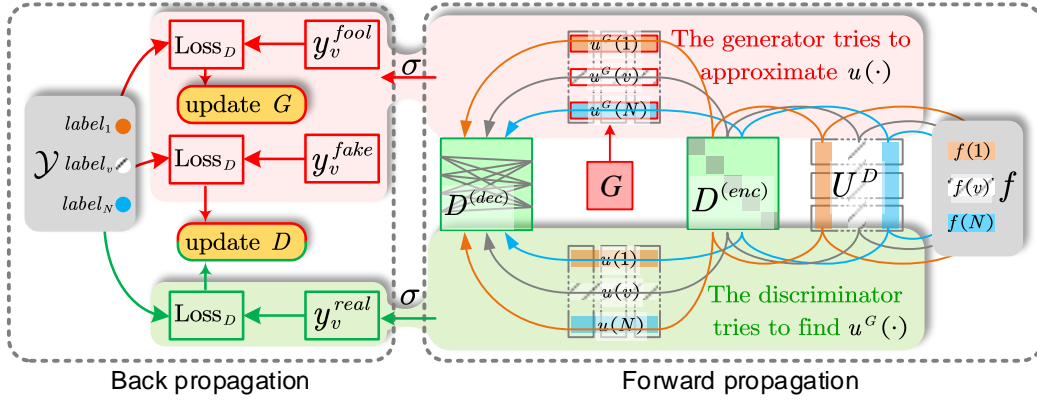 Loss_D
y_v^{fool}
σ
update G
label_1
𝒴 label_v
label_N
Loss_D
y_v^{fake}
update D
Loss_D
y_v^{real}
σ
Back propagation
u^G(1)
u^G(v)
u^G(N)
The generator tries to
approximate u(·)
D^{(dec)}
G
D^{(enc)}
U^D
f(1)
f(v) f
f(N)
u(1)
u(v)
u(N)
The discriminator
tries to find u^G(·)
Forward propagation